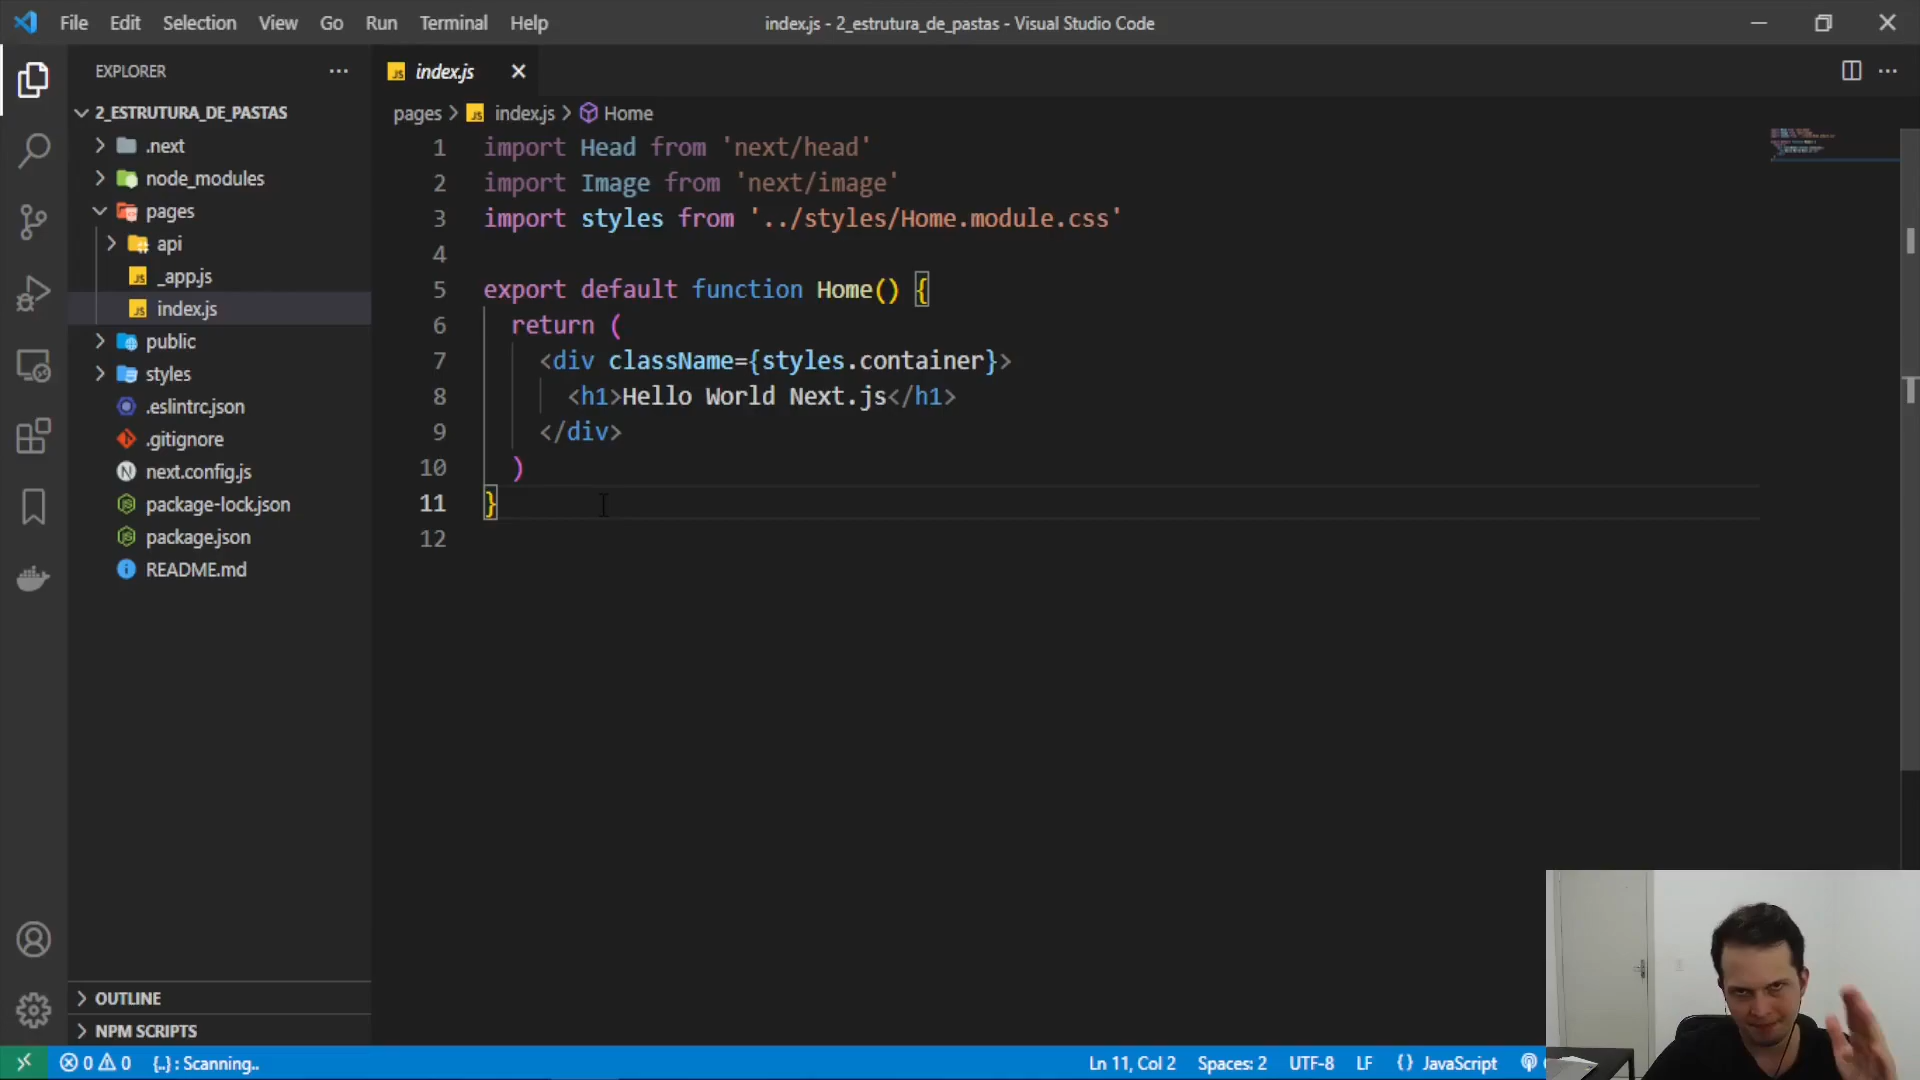 File Edit Selection View Go Run Terminal Help
index.js - 2_estrutura_de_pastas - Visual Studio Code
EXPLORER
2_ESTRUTURA_DE_PASTAS
.next
node_modules
pages
api
_app.js
index.js
public
styles
.eslintrc.json
.gitignore
next.config.js
package-lock.json
package.json
README.md
OUTLINE
NPM SCRIPTS
index.js
pages > index.js > Home
1 import Head from 'next/head'
2 import Image from 'next/image'
3 import styles from '../styles/Home.module.css'
4
5 export default function Home() {
6 return (
7 <div className={styles.container}>
8 <h1>Hello World Next.js</h1>
9 </div>
10 )
11 }
12
0 0 {..} : Scanning..
Ln 11, Col 2 Spaces: 2 UTF-8 LF {} JavaScript